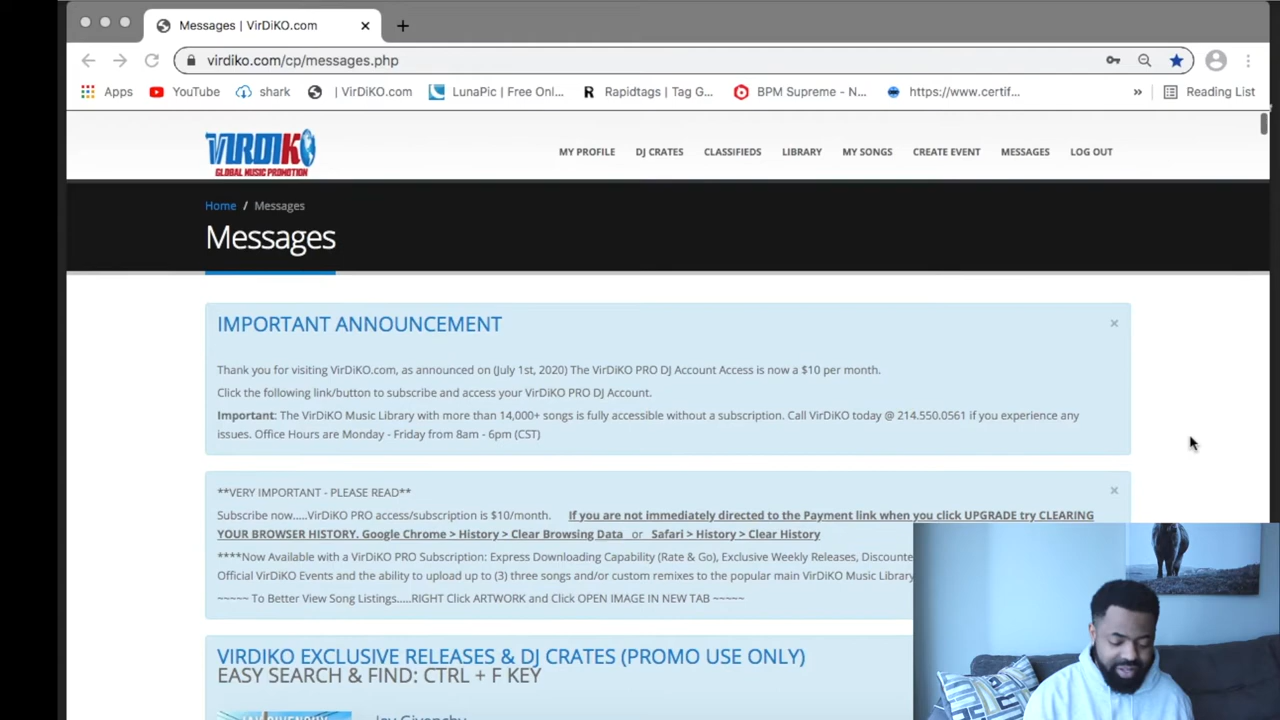 Messages | VirDiKO.com
virdiko.com/cp/messages.php
Apps YouTube shark | VirDiKO.com LunaPic | Free Onl... Rapidtags | Tag G... BPM Supreme - N... https://www.certif... » Reading List
VIRDIKO
GLOBAL MUSIC PROMOTION
MY PROFILE DJ CRATES CLASSIFIEDS LIBRARY MY SONGS CREATE EVENT MESSAGES LOG OUT
Home / Messages
Messages
IMPORTANT ANNOUNCEMENT
Thank you for visiting VirDiKO.com, as announced on (July 1st, 2020) The VirDiKO PRO DJ Account Access is now a $10 per month.
Click the following link/button to subscribe and access your VirDiKO PRO DJ Account.
Important: The VirDiKO Music Library with more than 14,000+ songs is fully accessible without a subscription. Call VirDiKO today @ 214.550.0561 if you experience any
issues. Office Hours are Monday - Friday from 8am - 6pm (CST)
**VERY IMPORTANT - PLEASE READ**
Subscribe now.....VirDiKO PRO access/subscription is $10/month. If you are not immediately directed to the Payment link when you click UPGRADE try CLEARING
YOUR BROWSER HISTORY. Google Chrome > History > Clear Browsing Data or Safari > History > Clear History
****Now Available with a VirDiKO PRO Subscription: Express Downloading Capability (Rate & Go), Exclusive Weekly Releases, Discounte
Official VirDiKO Events and the ability to upload up to (3) three songs and/or custom remixes to the popular main VirDiKO Music Library
~~~~~ To Better View Song Listings.....RIGHT Click ARTWORK and Click OPEN IMAGE IN NEW TAB ~~~~~
VIRDIKO EXCLUSIVE RELEASES & DJ CRATES (PROMO USE ONLY)
EASY SEARCH & FIND: CTRL + F KEY